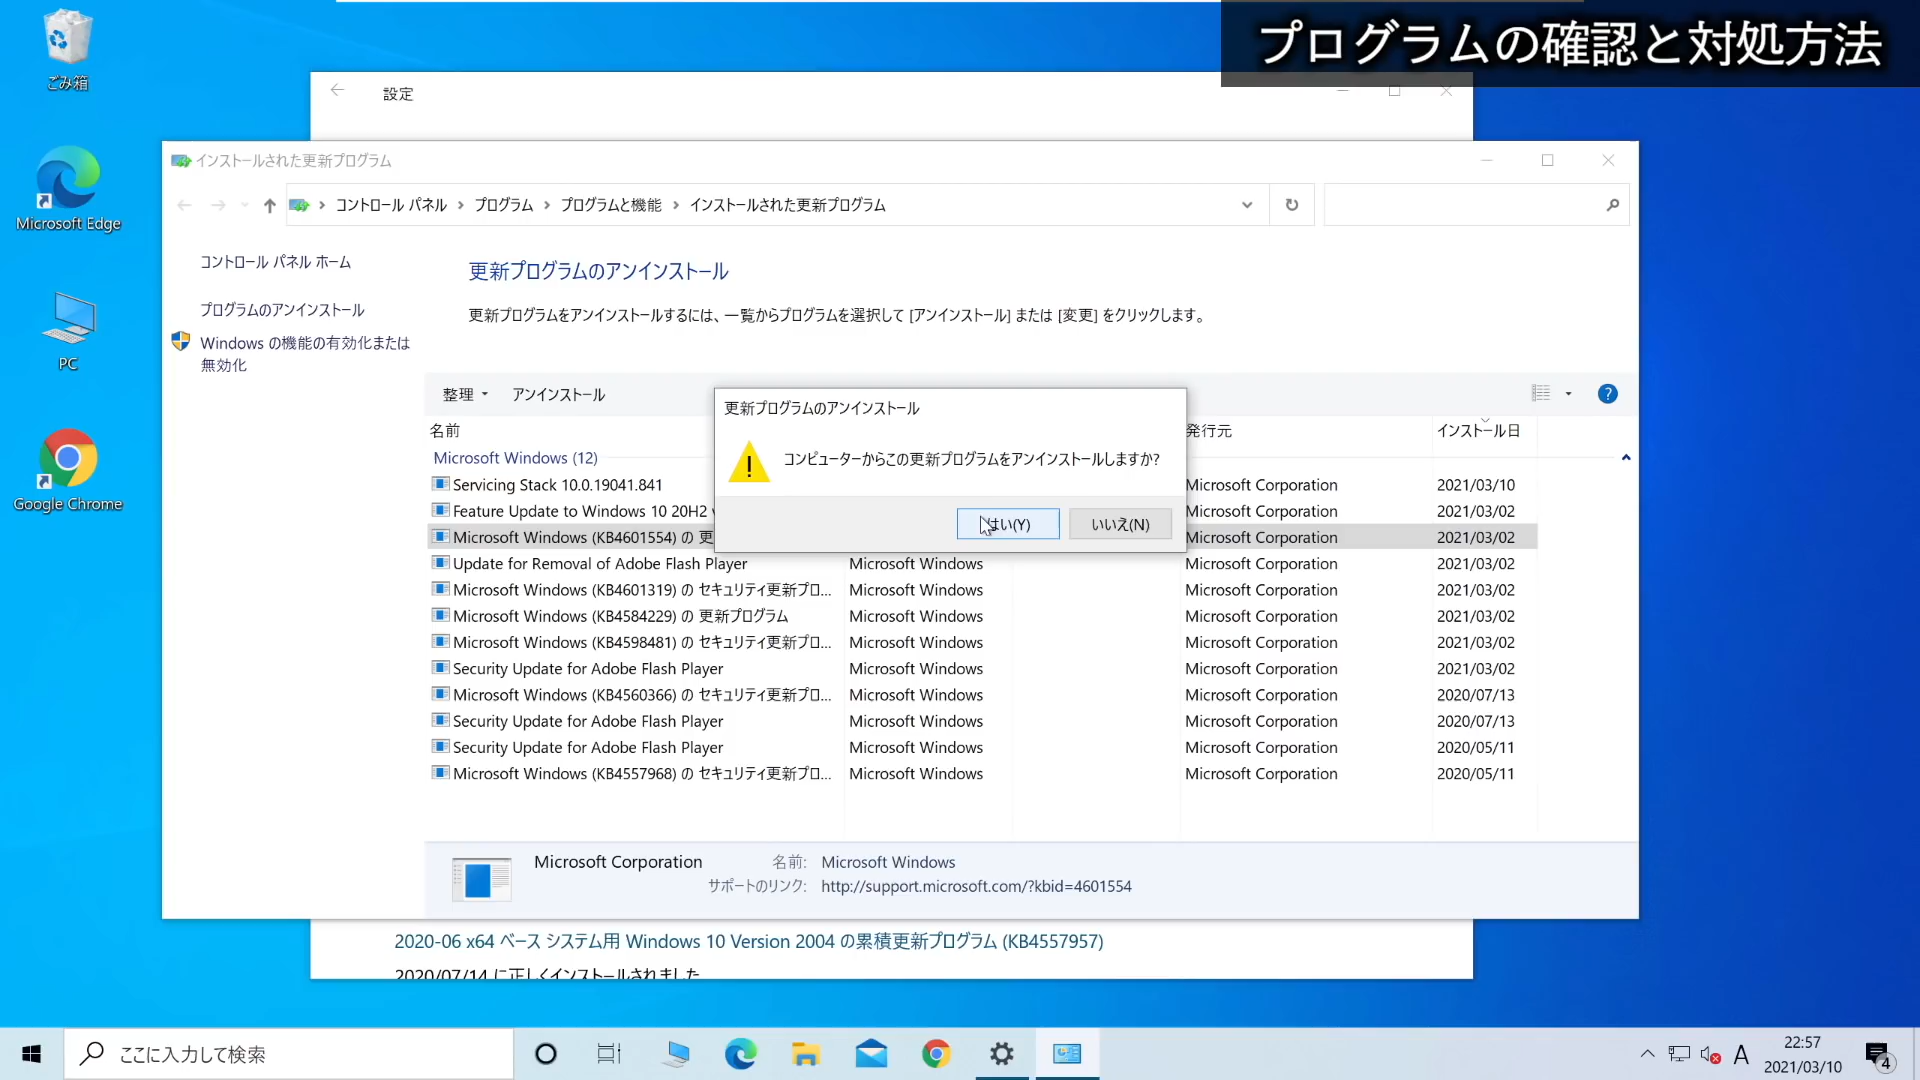 プログラムの確認と対処方法
ごみ箱
Microsoft Edge
PC
Google Chrome
設定
インストールされた更新プログラム
コントロール パネル
プログラム
プログラムと機能
インストールされた更新プログラム
コントロール パネル ホーム
プログラムのアンインストール
Windows の機能の有効化または
無効化
更新プログラムのアンインストール
更新プログラムをアンインストールするには、一覧からプログラムを選択して [アンインストール] または [変更] をクリックします。
整理
アンインストール
更新プログラムのアンインストール
コンピューターからこの更新プログラムをアンインストールしますか?
はい(Y)
いいえ(N)
名前
発行元
インストール日
Microsoft Windows (12)
Servicing Stack 10.0.19041.841 Microsoft Corporation 2021/03/10
Feature Update to Windows 10 20H2 Microsoft Corporation 2021/03/02
Microsoft Windows (KB4601554) の 更 Microsoft Corporation 2021/03/02
Update for Removal of Adobe Flash Player Microsoft Windows Microsoft Corporation 2021/03/02
Microsoft Windows (KB4601319) の セキュリティ更新プロ... Microsoft Windows Microsoft Corporation 2021/03/02
Microsoft Windows (KB4584229) の 更新プログラム Microsoft Windows Microsoft Corporation 2021/03/02
Microsoft Windows (KB4598481) の セキュリティ更新プロ... Microsoft Windows Microsoft Corporation 2021/03/02
Security Update for Adobe Flash Player Microsoft Windows Microsoft Corporation 2021/03/02
Microsoft Windows (KB4560366) の セキュリティ更新プロ... Microsoft Windows Microsoft Corporation 2020/07/13
Security Update for Adobe Flash Player Microsoft Windows Microsoft Corporation 2020/07/13
Security Update for Adobe Flash Player Microsoft Windows Microsoft Corporation 2020/05/11
Microsoft Windows (KB4557968) の セキュリティ更新プロ... Microsoft Windows Microsoft Corporation 2020/05/11
Microsoft Corporation
名前: Microsoft Windows
サポートのリンク: http://support.microsoft.com/?kbid=4601554
2020-06 x64 ベース システム用 Windows 10 Version 2004 の累積更新プログラム (KB4557957)
2020/07/14 に正しくインストールされました
ここに入力して検索
A
22:57
2021/03/10
4